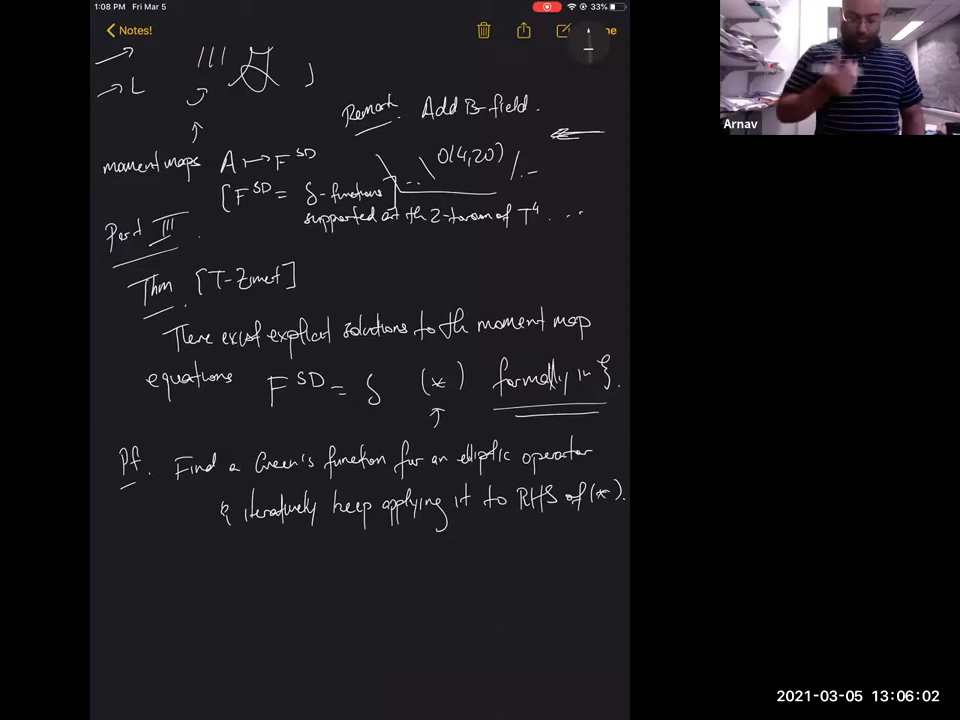 1:08 PM Fri Mar 5
33%
Notes!
→ L
Remark. Add B-field.
moment maps A ↦ F^SD
O(4,20)
[F^SD = δ-functions
supported at the 2-torsion of T^4 ...]
Part III.
Thm. [T-Zimet]
There exist explicit solutions to the moment map
equations F^SD = δ (*) formally in ξ.
Pf. Find a Green's function for an elliptic operator
& iteratively keep applying it to RHS of (*).
Arnav
2021-03-05 13:06:02